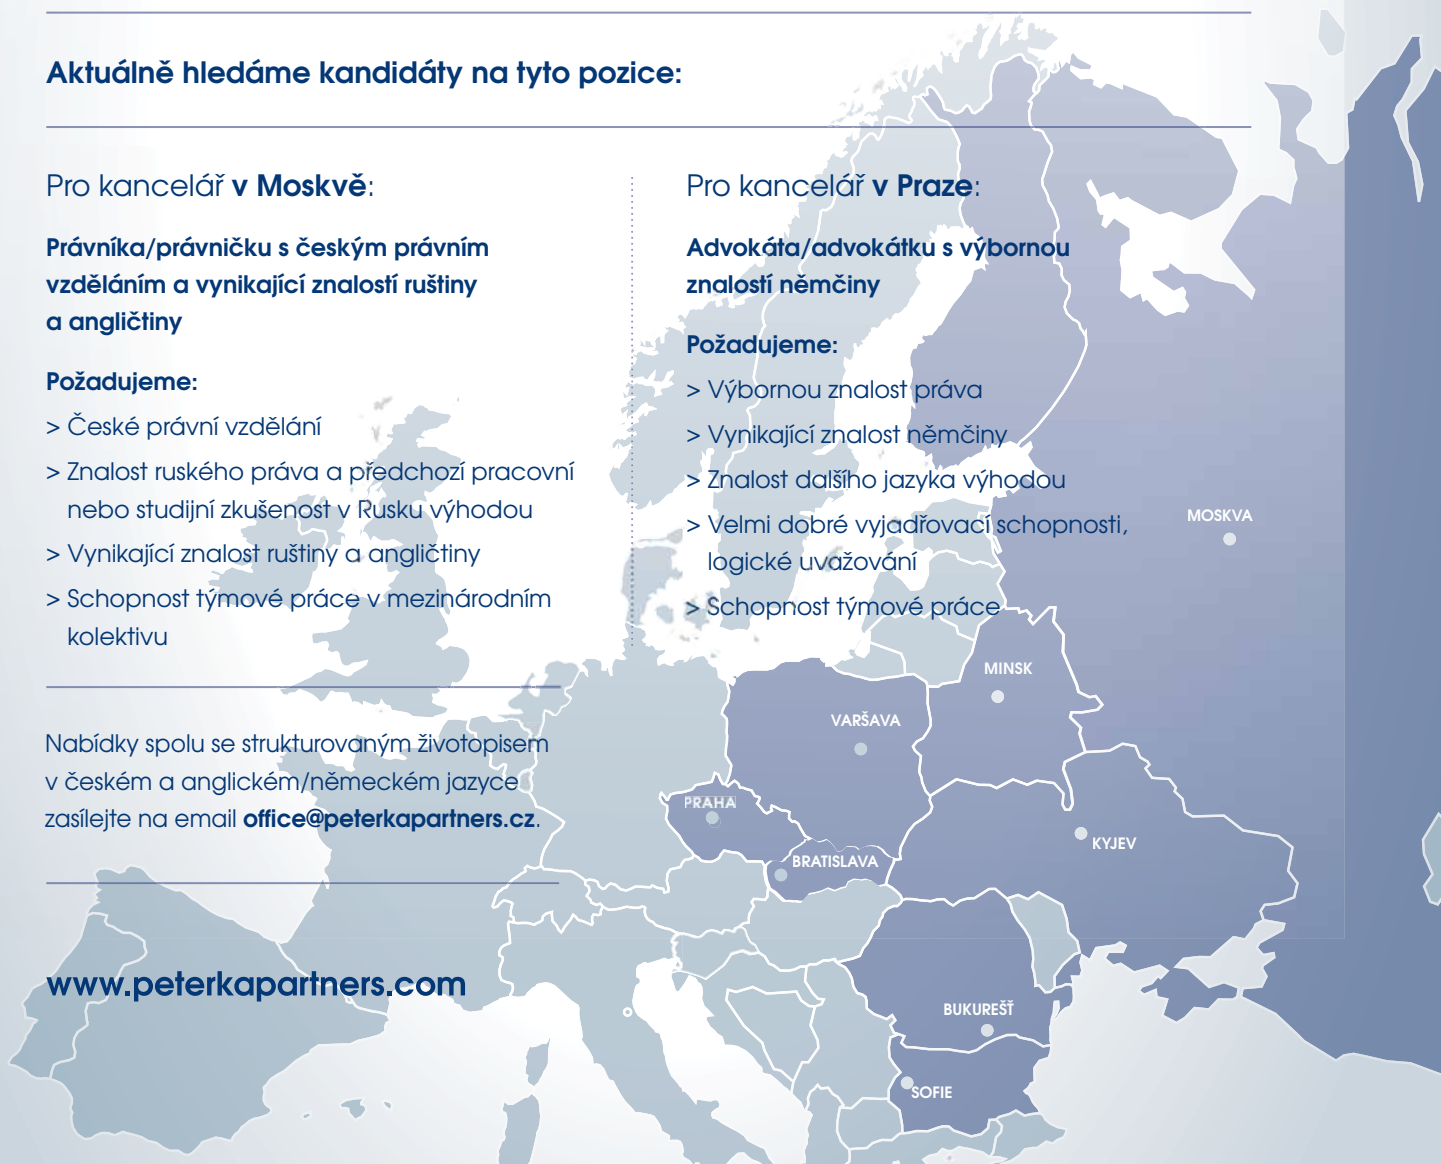 Aktuálně hledáme kandidáty na tyto pozice:
Pro kancelář v Moskvě:
Právníka/právničku s českým právním
vzděláním a vynikající znalostí ruštiny
a angličtiny
Požadujeme:
> České právní vzdělání
> Znalost ruského práva a předchozí pracovní
nebo studijní zkušenost v Rusku výhodou
> Vynikající znalost ruštiny a angličtiny
> Schopnost týmové práce v mezinárodním
kolektivu
Pro kancelář v Praze:
Advokáta/advokátku s výbornou
znalostí němčiny
Požadujeme:
> Výbornou znalost práva
> Vynikající znalost němčiny
> Znalost dalšího jazyka výhodou
> Velmi dobré vyjadřovací schopnosti,
logické uvažování
> Schopnost týmové práce
Nabídky spolu se strukturovaným životopisem
v českém a anglickém/německém jazyce
zasílejte na email office@peterkapartners.cz.
www.peterkapartners.com
MOSKVA
MINSK
VARŠAVA
PRAHA
KYJEV
BRATISLAVA
BUKUREŠŤ
SOFIE